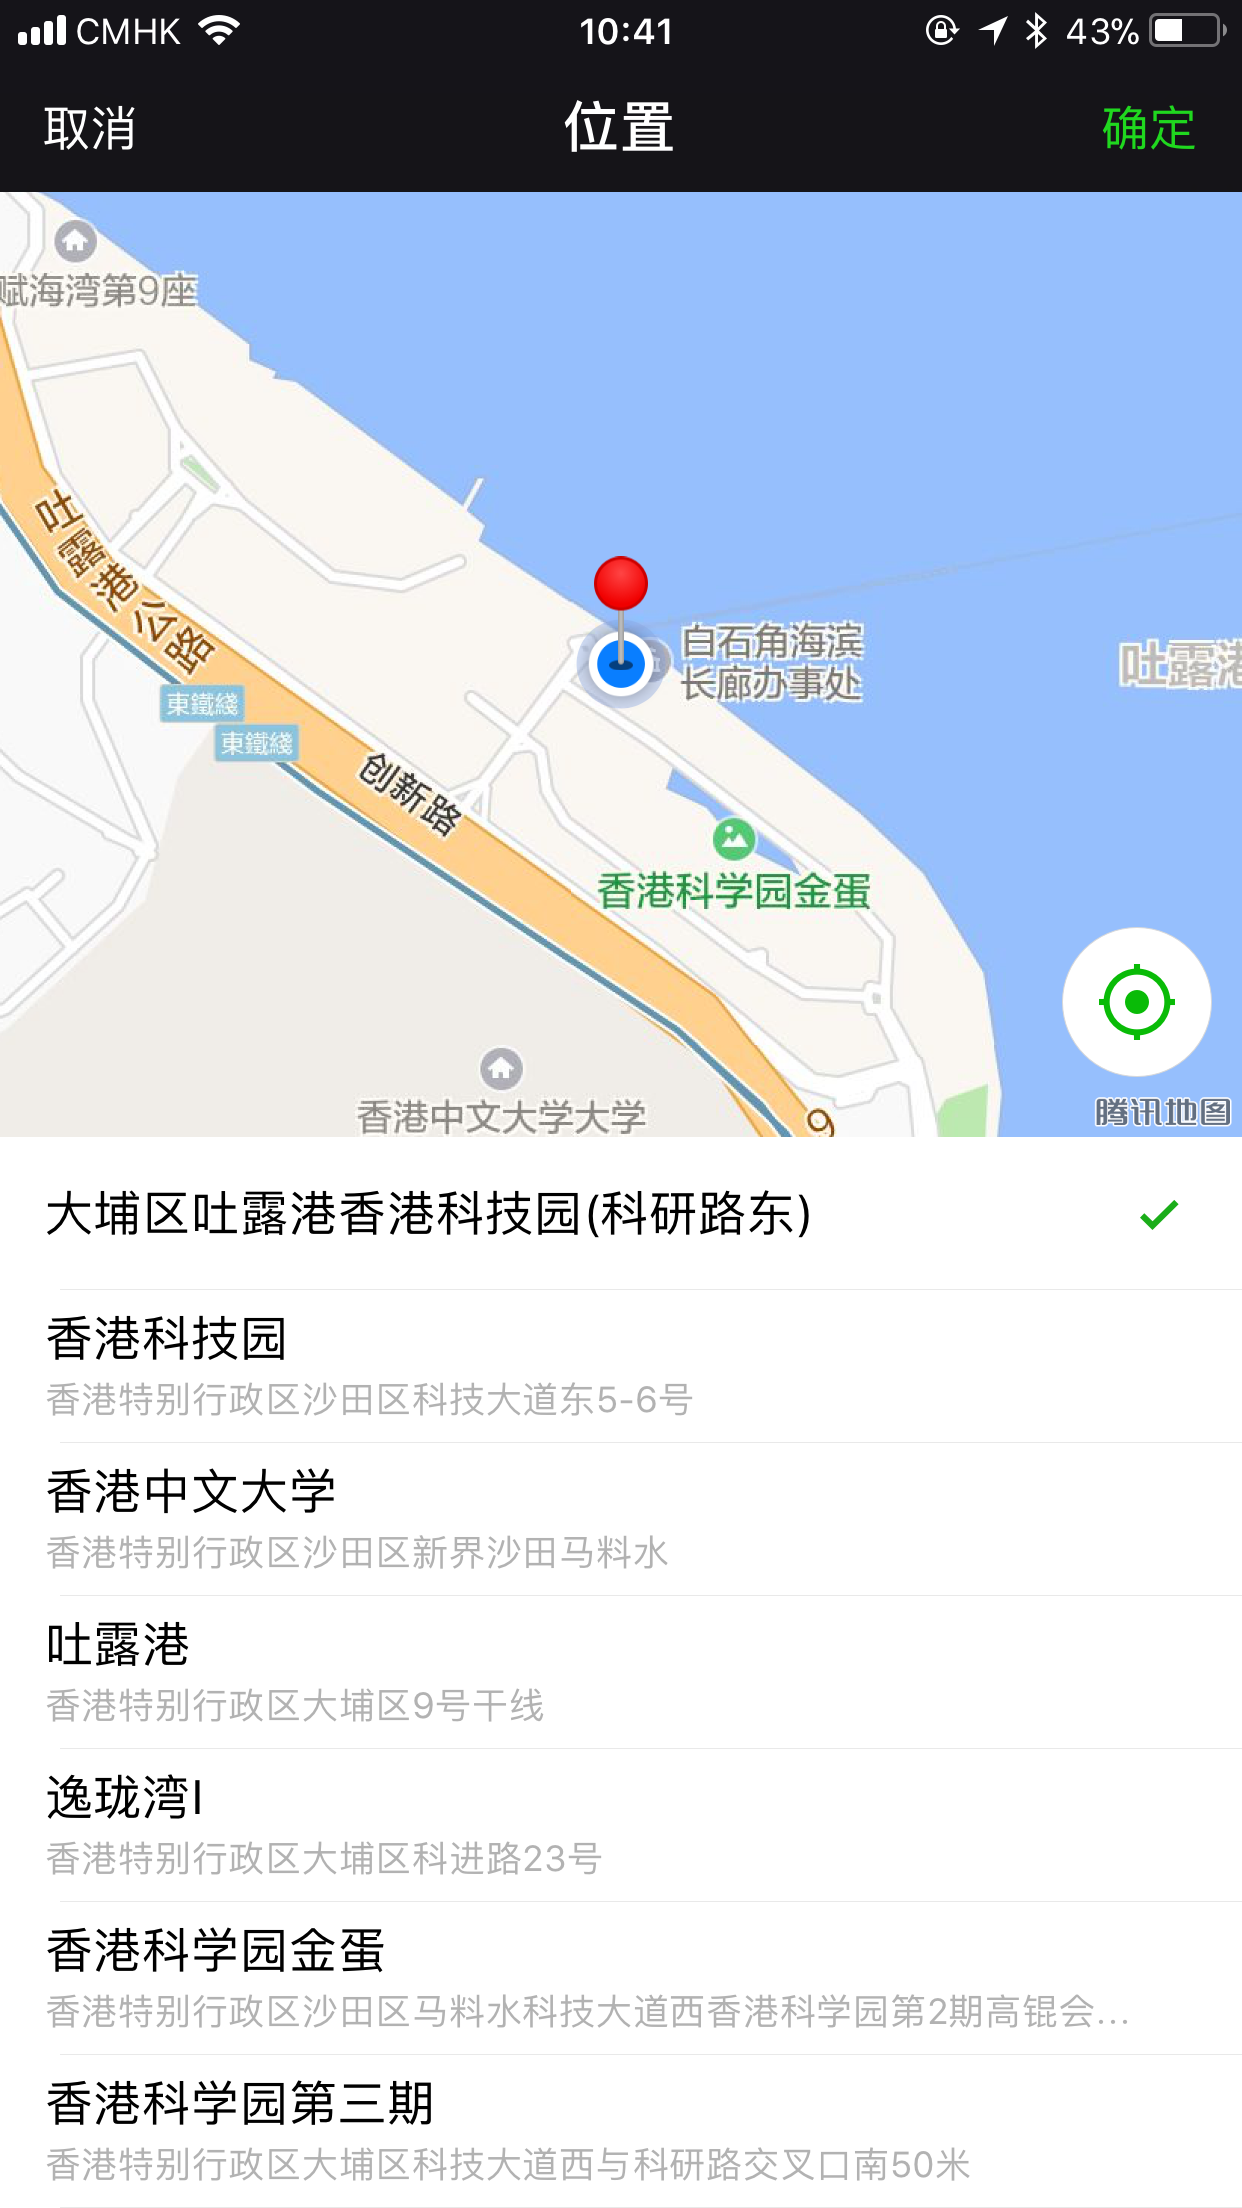 CMHK
10:41
43%
取消
位置
确定
赋海湾第9座
吐露港公路
白石角海滨
长廊办事处
吐露港
東鐵綫
東鐵綫
创新路
香港科学园金蛋
香港中文大学大学
9
腾讯地图
大埔区吐露港香港科技园(科研路东)
香港科技园
香港特别行政区沙田区科技大道东5-6号
香港中文大学
香港特别行政区沙田区新界沙田马料水
吐露港
香港特别行政区大埔区9号干线
逸珑湾I
香港特别行政区大埔区科进路23号
香港科学园金蛋
香港特别行政区沙田区马料水科技大道西香港科学园第2期高锟会...
香港科学园第三期
香港特别行政区大埔区科技大道西与科研路交叉口南50米